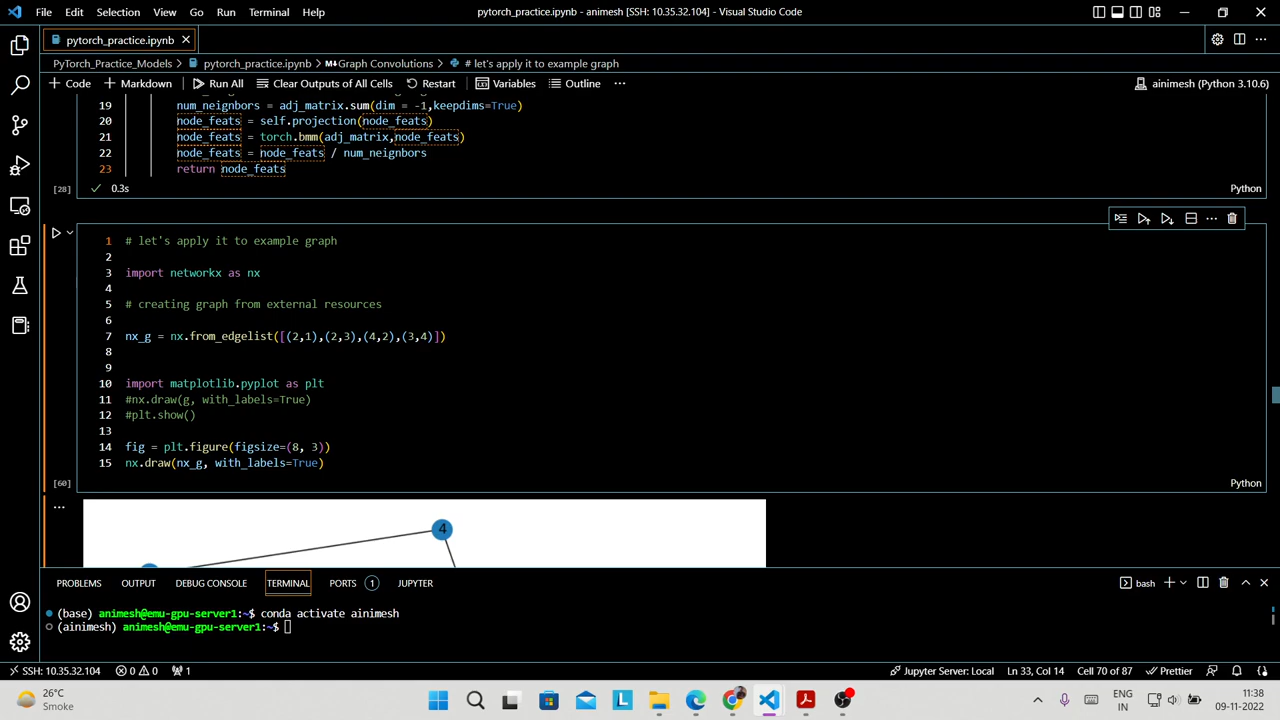 File Edit Selection View Go Run Terminal Help
pytorch_practice.ipynb - animesh [SSH: 10.35.32.104] - Visual Studio Code
pytorch_practice.ipynb
PyTorch_Practice_Models > pytorch_practice.ipynb > M↓Graph Convolutions > # let's apply it to example graph
+ Code + Markdown Run All Clear Outputs of All Cells Restart Variables Outline ...
ainimesh (Python 3.10.6)
19 num_neighbors = adj_matrix.sum(dim = -1,keepdims=True)
20 node_feats = self.projection(node_feats)
21 node_feats = torch.bmm(adj_matrix,node_feats)
22 node_feats = node_feats / num_neighbors
23 return node_feats
[28] ✓ 0.3s Python
1 # let's apply it to example graph
2
3 import networkx as nx
4
5 # creating graph from external resources
6
7 nx_g = nx.from_edgelist([(2,1),(2,3),(4,2),(3,4)])
8
9
10 import matplotlib.pyplot as plt
11 #nx.draw(g, with_labels=True)
12 #plt.show()
13
14 fig = plt.figure(figsize=(8, 3))
15 nx.draw(nx_g, with_labels=True)
[60] Python
...
4
PROBLEMS OUTPUT DEBUG CONSOLE TERMINAL PORTS 1 JUPYTER
bash
(base) animesh@emu-gpu-server1:~$ conda activate ainimesh
(ainimesh) animesh@emu-gpu-server1:~$
SSH: 10.35.32.104 0 0 1
Jupyter Server: Local Ln 33, Col 14 Cell 70 of 87 Prettier
26°C
Smoke
L
ENG
IN
11:38
09-11-2022